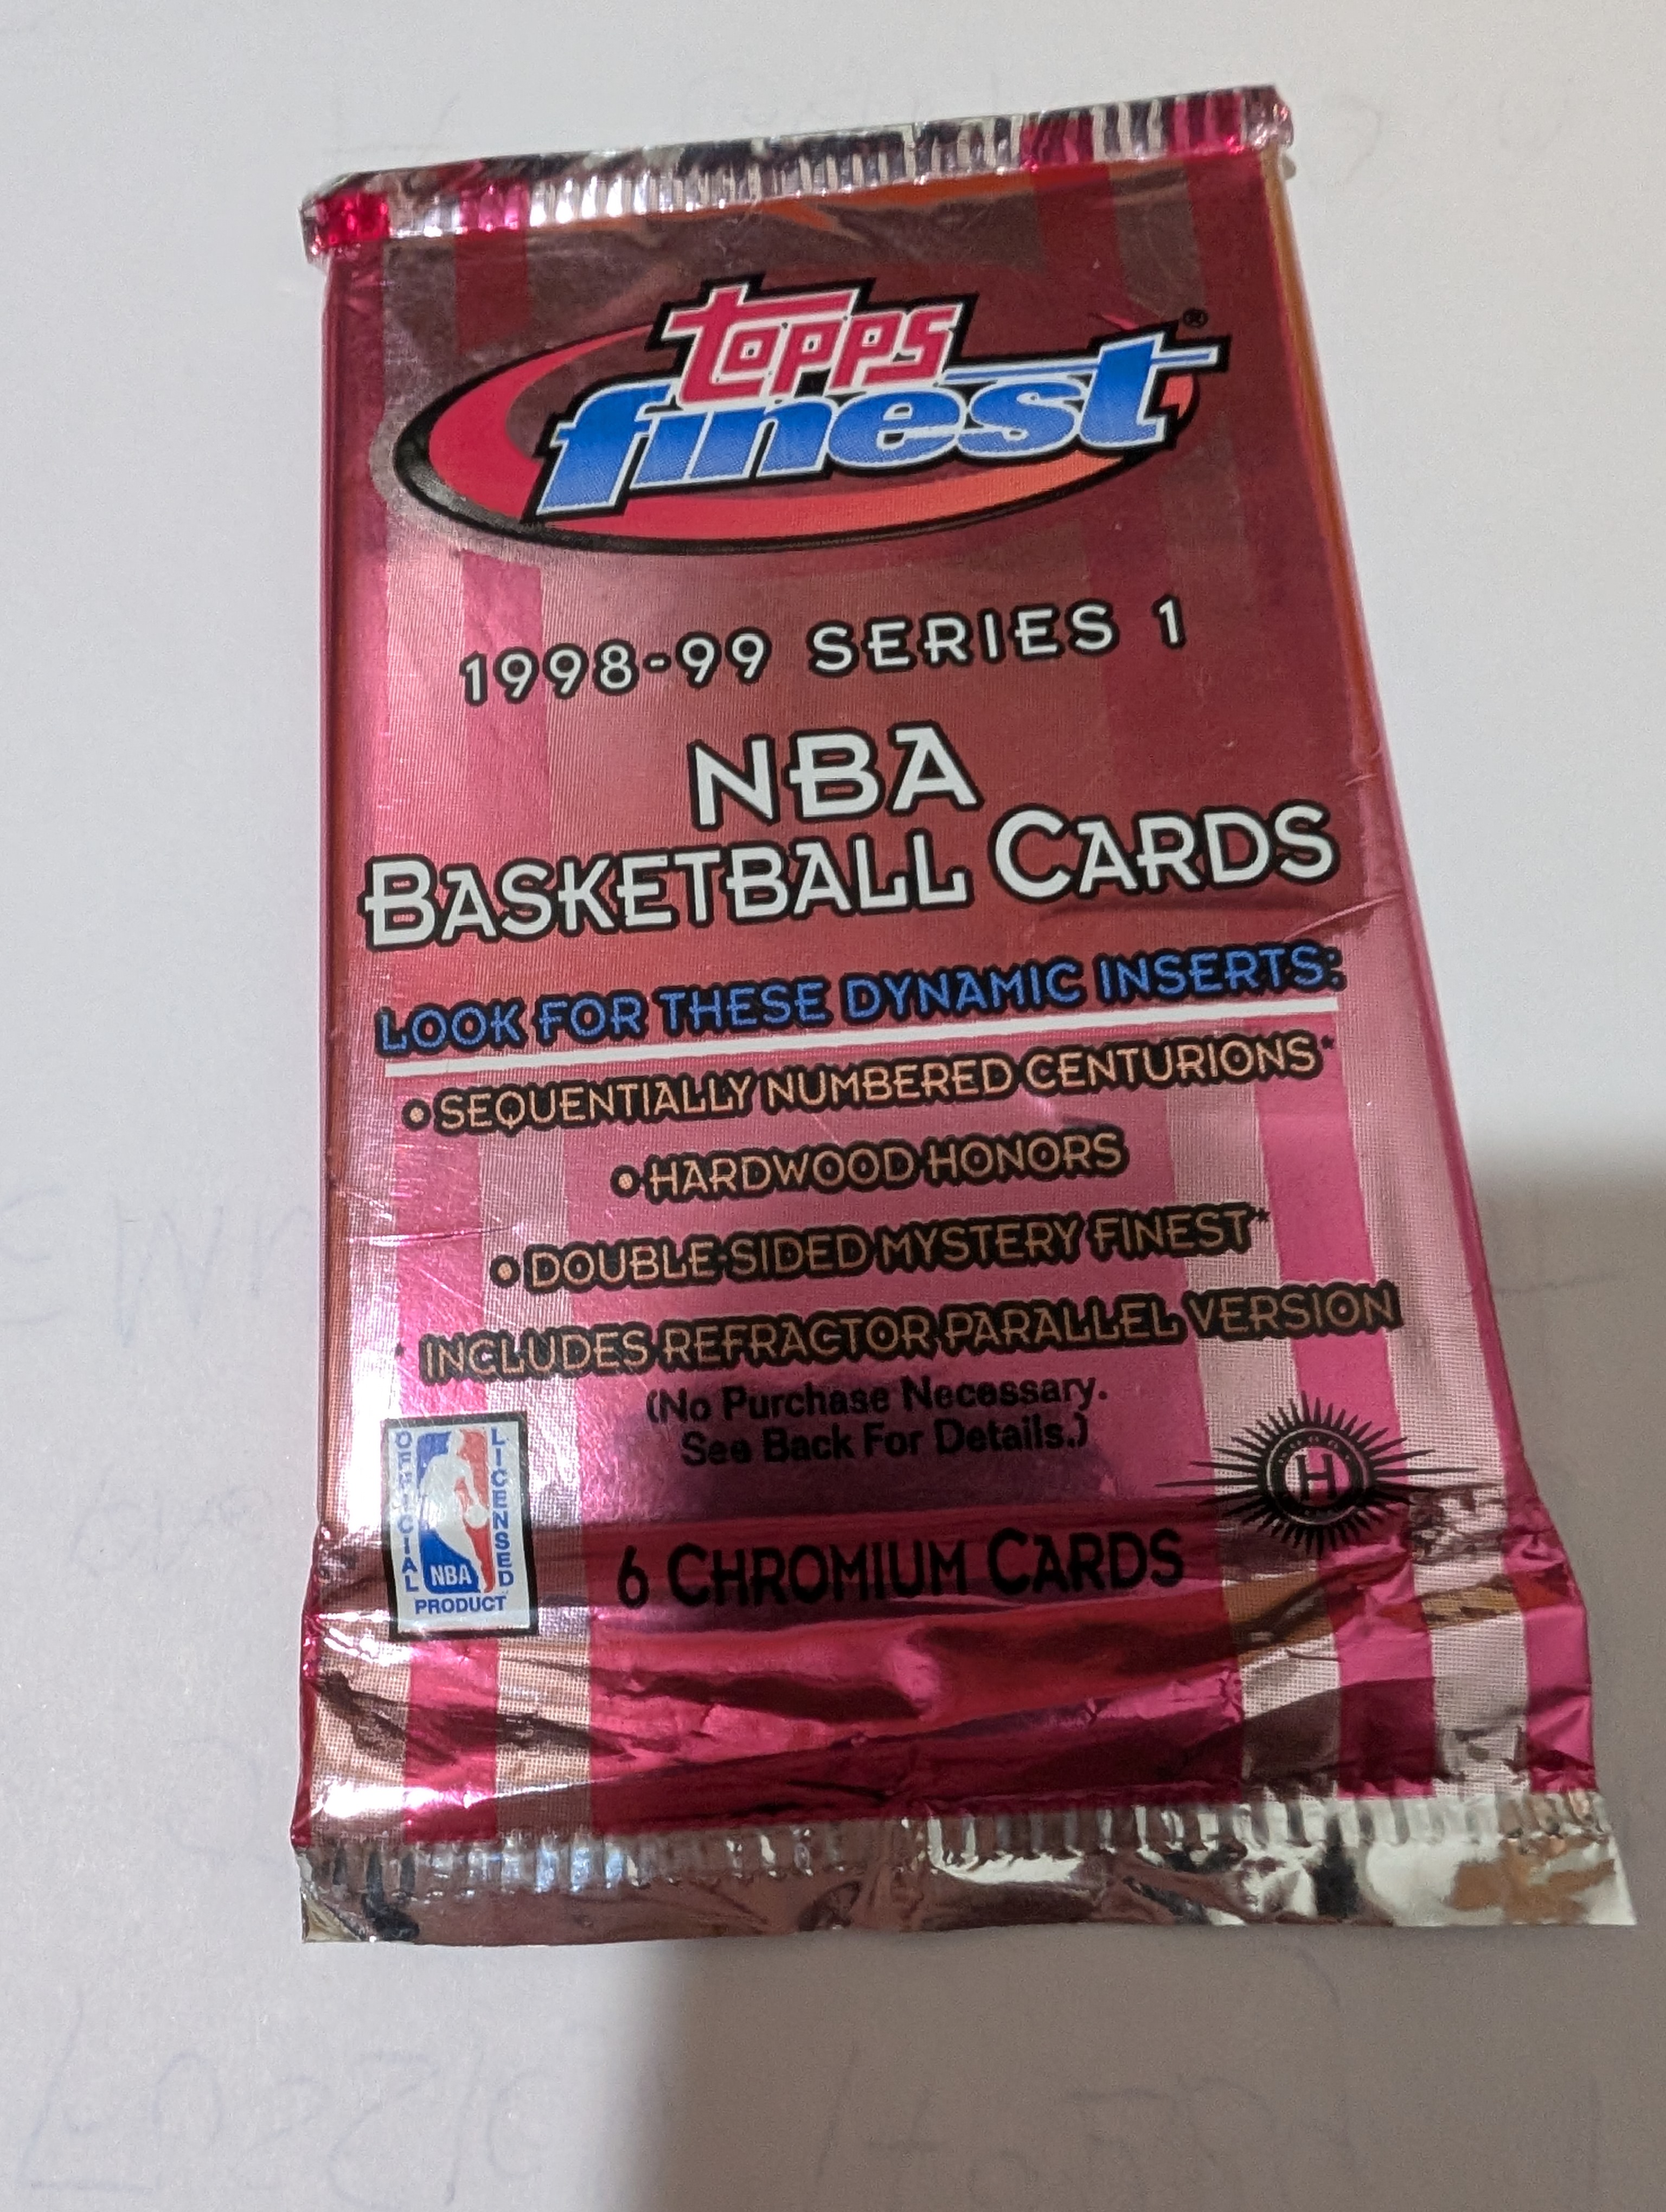 topps
finest®
1998-99 SERIES 1
NBA
BASKETBALL CARDS
LOOK FOR THESE DYNAMIC INSERTS:
• SEQUENTIALLY NUMBERED CENTURIONS*
• HARDWOOD HONORS
• DOUBLE-SIDED MYSTERY FINEST*
* INCLUDES REFRACTOR PARALLEL VERSION
(No Purchase Necessary.
See Back For Details.)
OFFICIAL LICENSED
NBA
PRODUCT
H
6 CHROMIUM CARDS